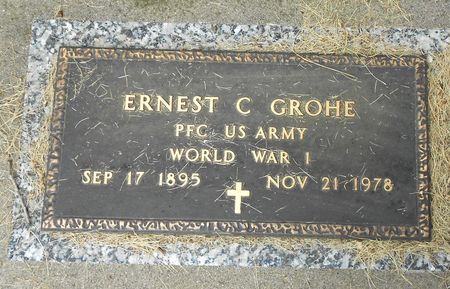 ERNEST C GROHE
PFC US ARMY
WORLD WAR I
SEP 17 1895 NOV 21 1978